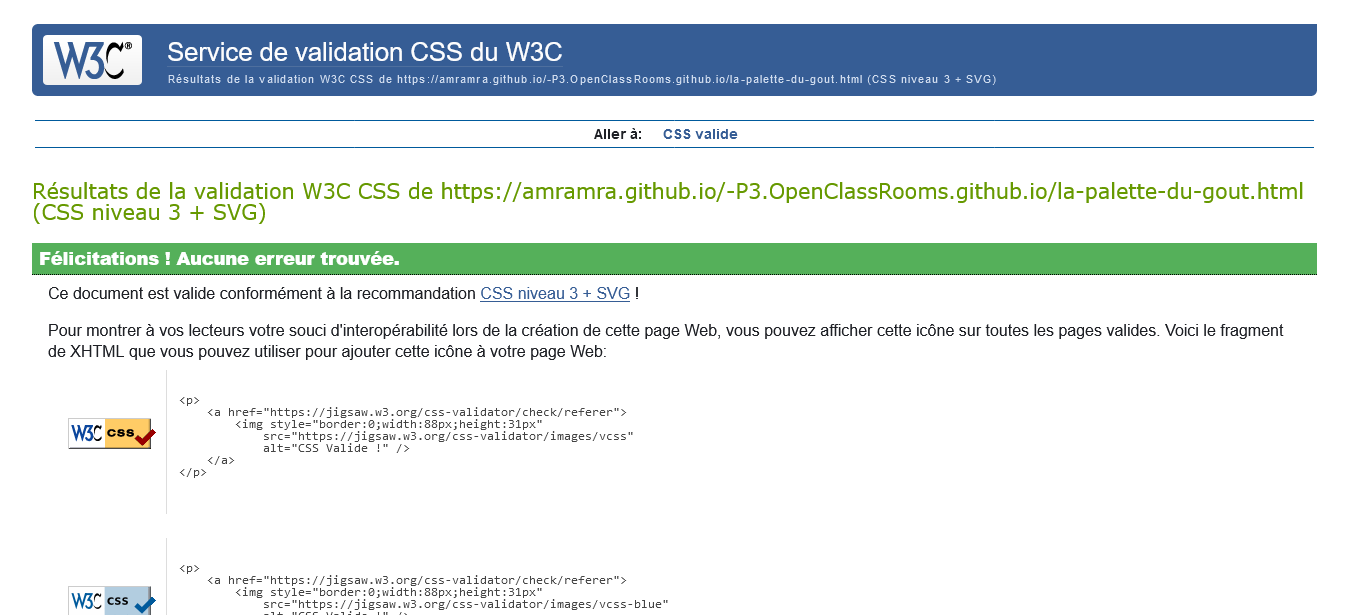 W3C®
Service de validation CSS du W3C
Résultats de la validation W3C CSS de https://amramra.github.io/-P3.OpenClassRooms.github.io/la-palette-du-gout.html (CSS niveau 3 + SVG)
Aller à: CSS valide
Résultats de la validation W3C CSS de https://amramra.github.io/-P3.OpenClassRooms.github.io/la-palette-du-gout.html
(CSS niveau 3 + SVG)
Félicitations ! Aucune erreur trouvée.
Ce document est valide conformément à la recommandation CSS niveau 3 + SVG !
Pour montrer à vos lecteurs votre souci d'interopérabilité lors de la création de cette page Web, vous pouvez afficher cette icône sur toutes les pages valides. Voici le fragment
de XHTML que vous pouvez utiliser pour ajouter cette icône à votre page Web:
W3C CSS
<p>
<a href="https://jigsaw.w3.org/css-validator/check/referer">
<img style="border:0;width:88px;height:31px"
src="https://jigsaw.w3.org/css-validator/images/vcss"
alt="CSS Valide !" />
</a>
</p>
W3C CSS
<p>
<a href="https://jigsaw.w3.org/css-validator/check/referer">
<img style="border:0;width:88px;height:31px"
src="https://jigsaw.w3.org/css-validator/images/vcss-blue"
alt="CSS Valide !" />